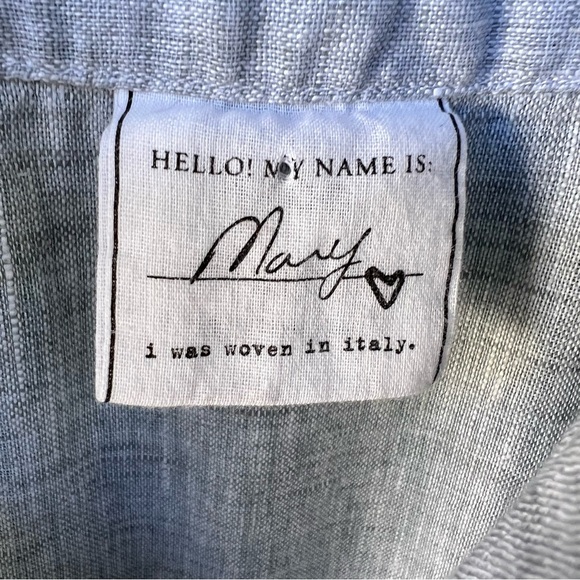 HELLO! MY NAME IS:
Mary
i was woven in italy.